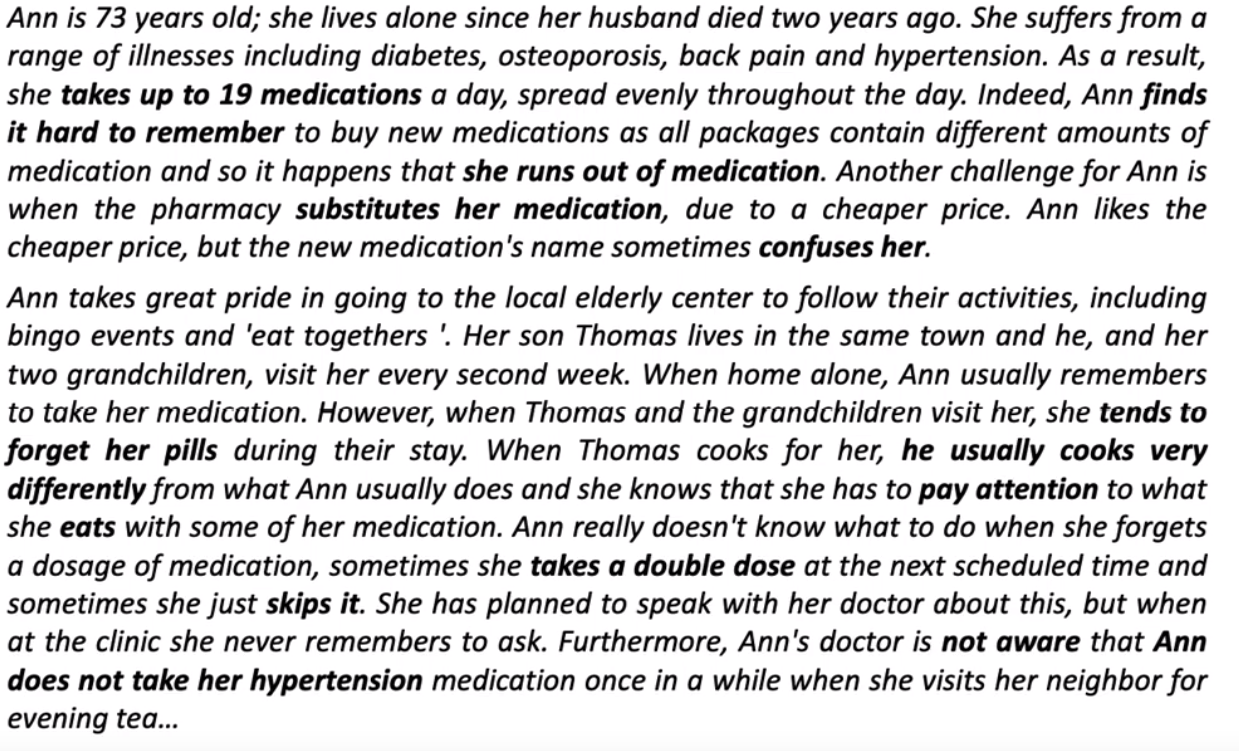 Ann is 73 years old; she lives alone since her husband died two years ago. She suffers from a
range of illnesses including diabetes, osteoporosis, back pain and hypertension. As a result,
she takes up to 19 medications a day, spread evenly throughout the day. Indeed, Ann finds
it hard to remember to buy new medications as all packages contain different amounts of
medication and so it happens that she runs out of medication. Another challenge for Ann is
when the pharmacy substitutes her medication, due to a cheaper price. Ann likes the
cheaper price, but the new medication's name sometimes confuses her.
Ann takes great pride in going to the local elderly center to follow their activities, including
bingo events and 'eat togethers '. Her son Thomas lives in the same town and he, and her
two grandchildren, visit her every second week. When home alone, Ann usually remembers
to take her medication. However, when Thomas and the grandchildren visit her, she tends to
forget her pills during their stay. When Thomas cooks for her, he usually cooks very
differently from what Ann usually does and she knows that she has to pay attention to what
she eats with some of her medication. Ann really doesn't know what to do when she forgets
a dosage of medication, sometimes she takes a double dose at the next scheduled time and
sometimes she just skips it. She has planned to speak with her doctor about this, but when
at the clinic she never remembers to ask. Furthermore, Ann's doctor is not aware that Ann
does not take her hypertension medication once in a while when she visits her neighbor for
evening tea...